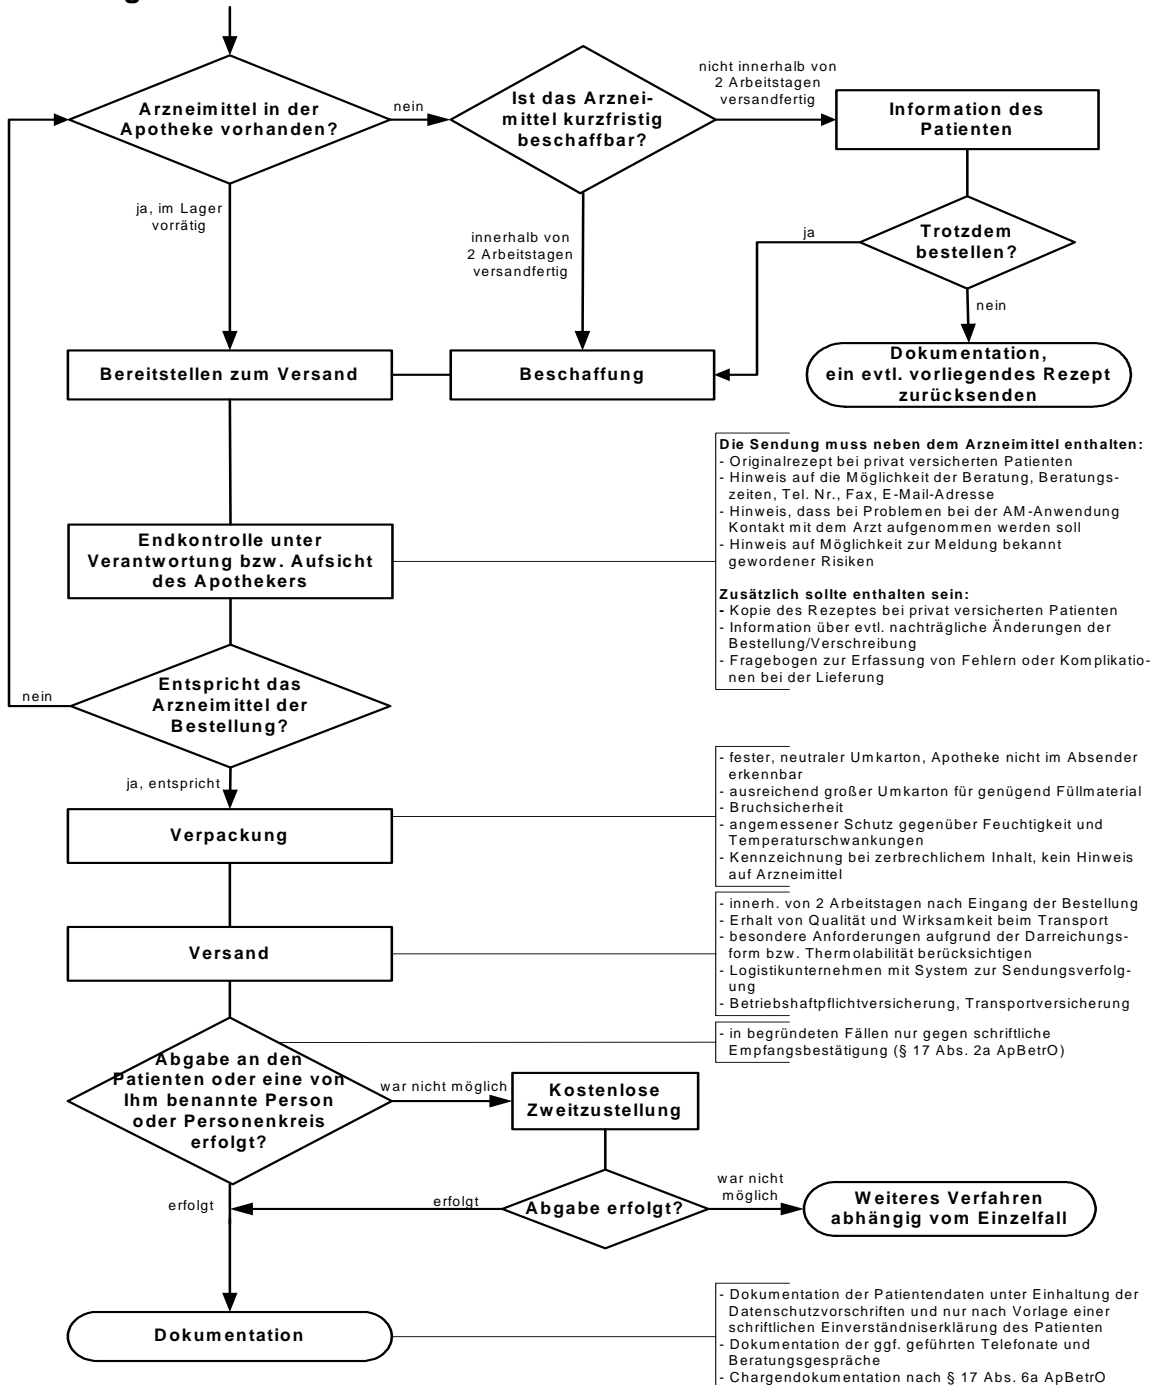 Arzneimittel in der
Apotheke vorhanden?
nein
Ist das Arznei-
mittel kurzfristig
beschaffbar?
nicht innerhalb von
2 Arbeitstagen
versandfertig
Information des
Patienten
ja, im Lager
vorrätig
innerhalb von
2 Arbeitstagen
versandfertig
ja
Trotzdem
bestellen?
nein
Bereitstellen zum Versand
Beschaffung
Dokumentation,
ein evtl. vorliegendes Rezept
zurücksenden
Die Sendung muss neben dem Arzneimittel enthalten:
- Originalrezept bei privat versicherten Patienten
- Hinweis auf die Möglichkeit der Beratung, Beratungs-
zeiten, Tel. Nr., Fax, E-Mail-Adresse
- Hinweis, dass bei Problemen bei der AM-Anwendung
Kontakt mit dem Arzt aufgenommen werden soll
- Hinweis auf Möglichkeit zur Meldung bekannt
gewordener Risiken
Zusätzlich sollte enthalten sein:
- Kopie des Rezeptes bei privat versicherten Patienten
- Information über evtl. nachträgliche Änderungen der
Bestellung/Verschreibung
- Fragebogen zur Erfassung von Fehlern oder Komplikatio-
nen bei der Lieferung
Endkontrolle unter
Verantwortung bzw. Aufsicht
des Apothekers
nein
Entspricht das
Arzneimittel der
Bestellung?
ja, entspricht
Verpackung
- fester, neutraler Umkarton, Apotheke nicht im Absender
erkennbar
- ausreichend großer Umkarton für genügend Füllmaterial
- Bruchsicherheit
- angemessener Schutz gegenüber Feuchtigkeit und
Temperaturschwankungen
- Kennzeichnung bei zerbrechlichem Inhalt, kein Hinweis
auf Arzneimittel
Versand
- innerh. von 2 Arbeitstagen nach Eingang der Bestellung
- Erhalt von Qualität und Wirksamkeit beim Transport
- besondere Anforderungen aufgrund der Darreichungs-
form bzw. Thermolabilität berücksichtigen
- Logistikunternehmen mit System zur Sendungsverfolg-
ung
- Betriebshaftpflichtversicherung, Transportversicherung
- in begründeten Fällen nur gegen schriftliche
Empfangsbestätigung (§ 17 Abs. 2a ApBetrO)
Abgabe an den
Patienten oder eine von
Ihm benannte Person
oder Personenkreis
erfolgt?
war nicht möglich
Kostenlose
Zweitzustellung
erfolgt
erfolgt
Abgabe erfolgt?
war nicht
möglich
Weiteres Verfahren
abhängig vom Einzelfall
Dokumentation
- Dokumentation der Patientendaten unter Einhaltung der
Datenschutzvorschriften und nur nach Vorlage einer
schriftlichen Einverständniserklärung des Patienten
- Dokumentation der ggf. geführten Telefonate und
Beratungsgespräche
- Chargendokumentation nach § 17 Abs. 6a ApBetrO